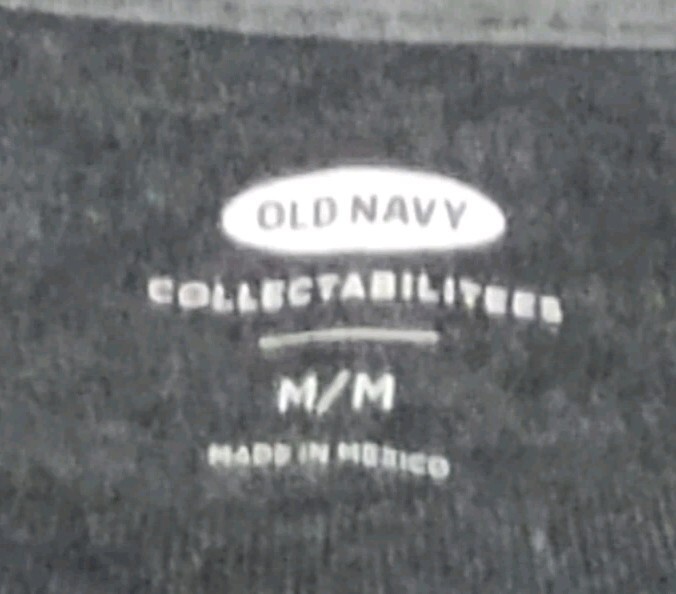 OLD NAVY
COLLECTABILITEES
M/M
MADE IN MEXICO